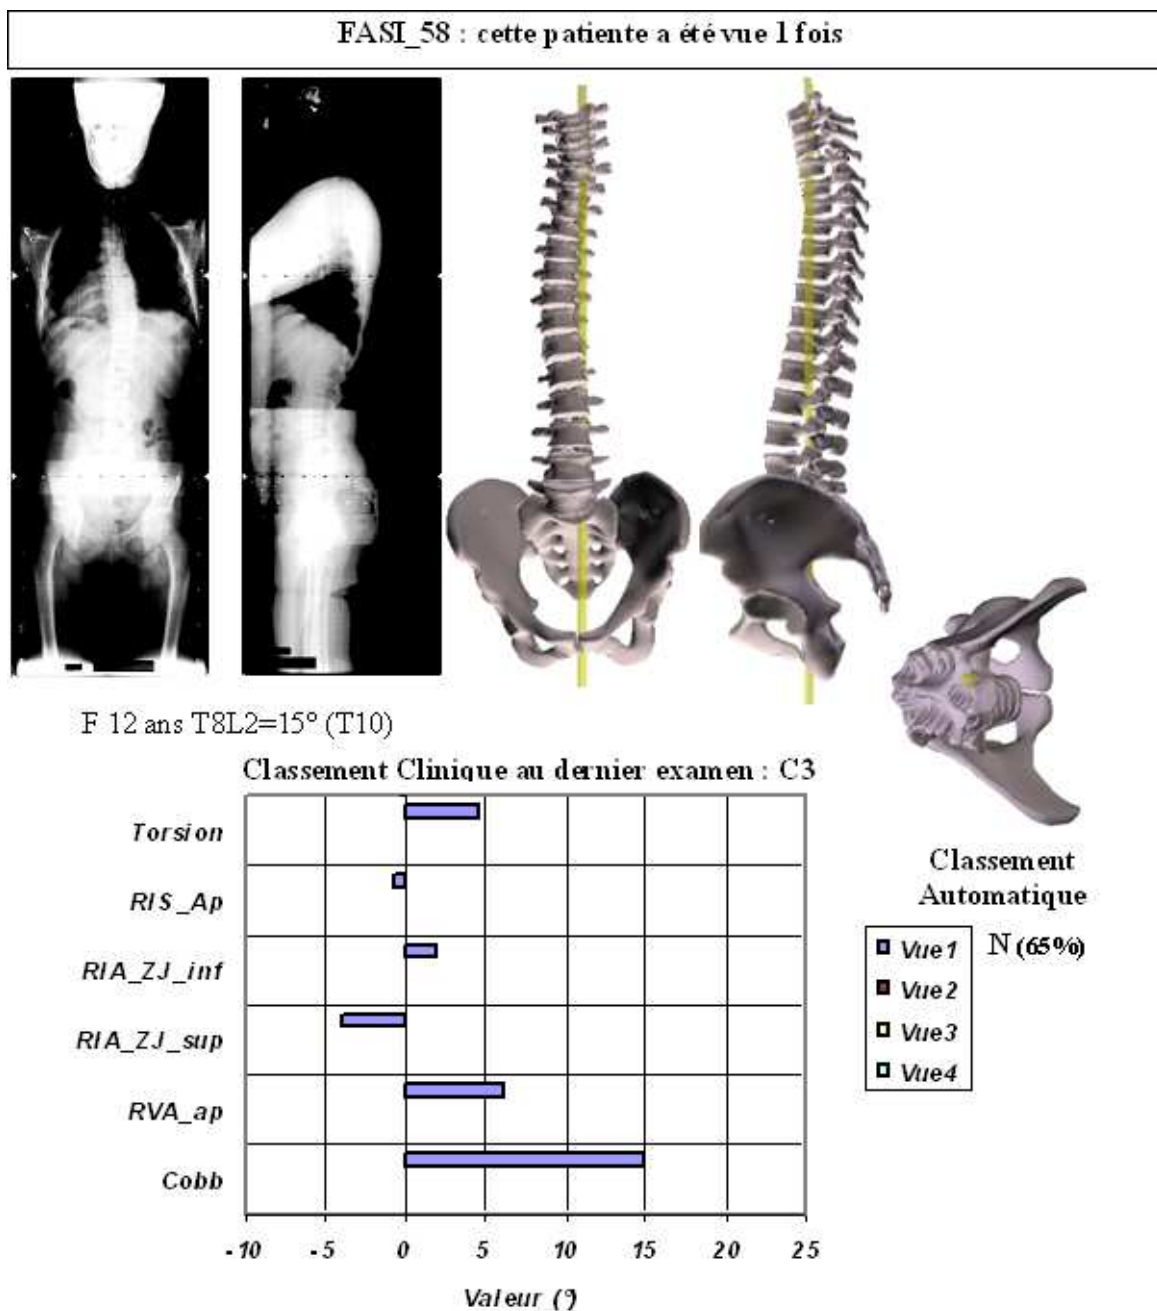 FASI_58 : cette patiente a été vue 1 fois
F 12 ans T8L2=15° (T10)
Classement Clinique au dernier examen : C3
Torsion
RIS_Ap
RIA_ZJ_inf
RIA_ZJ_sup
RVA_ap
Cobb
-10 -5 0 5 10 15 20 25
Valeur (°)
Classement
Automatique
N (65%)
Vue1
Vue2
Vue3
Vue4